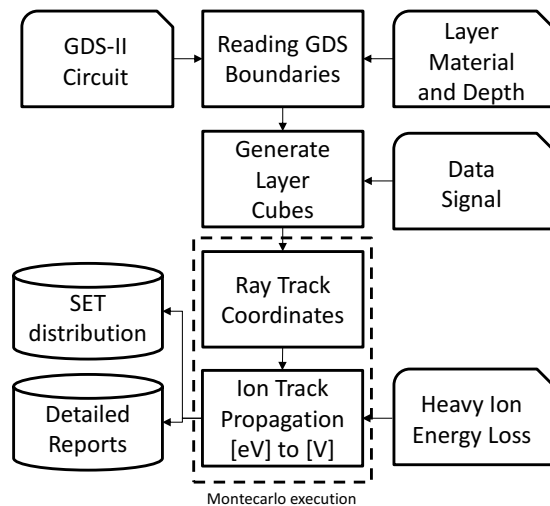 GDS-II
Circuit
Reading GDS
Boundaries
Layer
Material
and Depth
Generate
Layer
Cubes
Data
Signal
Ray Track
Coordinates
SET
distribution
Ion Track
Propagation
[eV] to [V]
Detailed
Reports
Heavy Ion
Energy Loss
Montecarlo execution